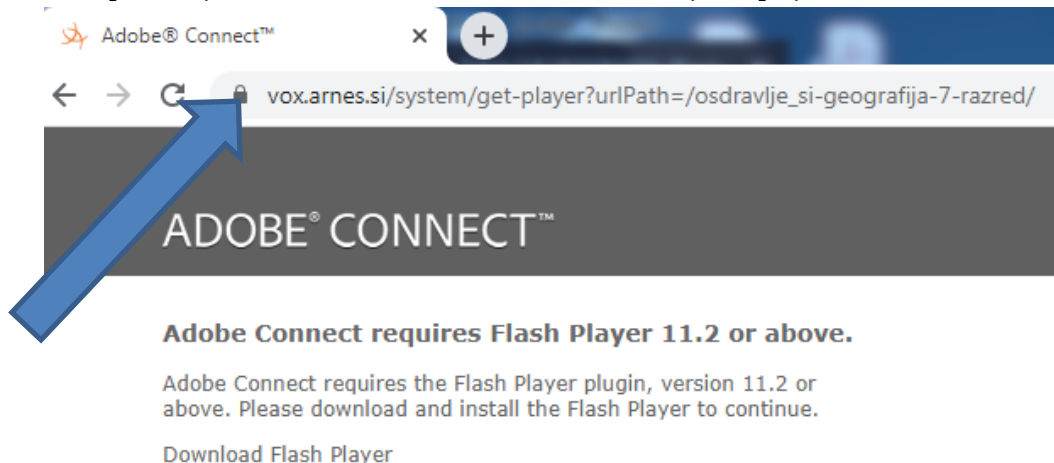 Adobe® Connect™
vox.arnes.si/system/get-player?urlPath=/osdravlje_si-geografija-7-razred/
ADOBE® CONNECT™
Adobe Connect requires Flash Player 11.2 or above.
Adobe Connect requires the Flash Player plugin, version 11.2 or
above. Please download and install the Flash Player to continue.
Download Flash Player